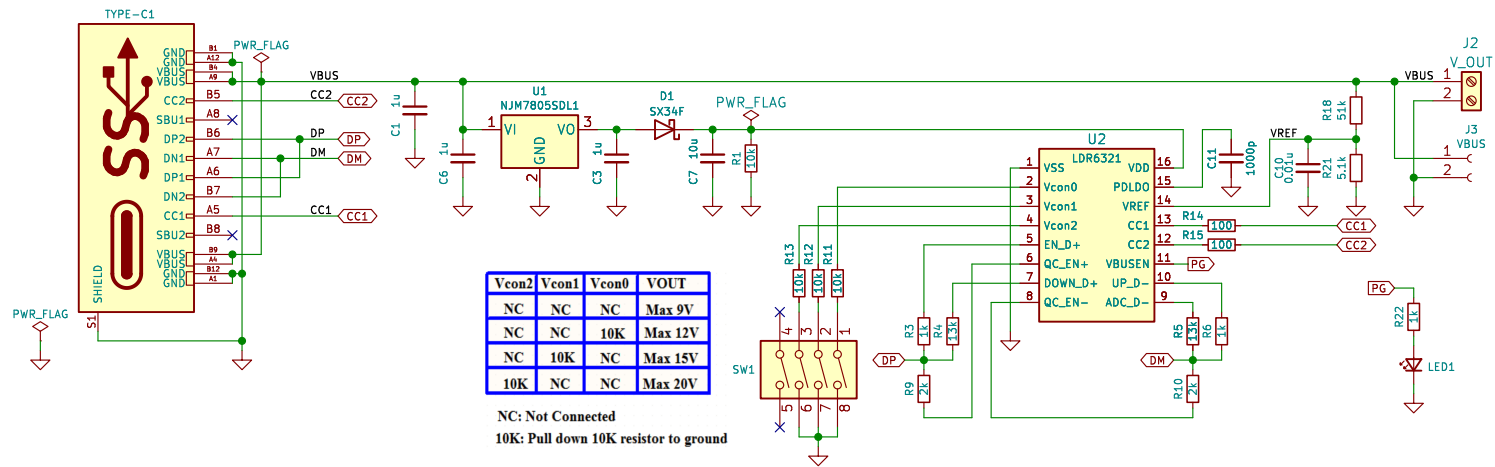 TYPE-C1
GND B1
GND A12
VBUS B4
VBUS A9
CC2 B5
SBU1 A8
DP2 B6
DN1 A7
DP1 A6
DN2 B7
CC1 A5
SBU2 B8
VBUS B9
VBUS A4
GND B12
GND A1
SHIELD
S1
PWR_FLAG
PWR_FLAG
VBUS
CC2 CC2
DP DP
DM DM
CC1 CC1
C1 1u
C6 1u
U1
NJM7805SDL1
1 VI VO 3
GND
2
C3 1u
D1
SX34F
C7 10u
PWR_FLAG
R1 10k
U2
LDR6321
1 VSS VDD 16
2 Vcon0 PDLDO 15
3 Vcon1 VREF 14
4 Vcon2 CC1 13
5 EN_D+ CC2 12
6 QC_EN+ VBUSEN 11
7 DOWN_D+ UP_D- 10
8 QC_EN- ADC_D- 9
C11 1000p
VREF
C10 0.01u
R18 51k
R21 5.1k
R14 100 CC1
R15 100 CC2
PG
J2
V_OUT
VBUS 1
2
J3
VBUS
1
2
R13 10k
R12 10k
R11 10k
SW1
4 3 2 1
5 6 7 8
R3 1k
R4 13k
DP
R9 2k
R5 13k
R6 1k
DM
R10 2k
PG
R22 1k
LED1
Vcon2 Vcon1 Vcon0 VOUT
NC NC NC Max 9V
NC NC 10K Max 12V
NC 10K NC Max 15V
10K NC NC Max 20V
NC: Not Connected
10K: Pull down 10K resistor to ground